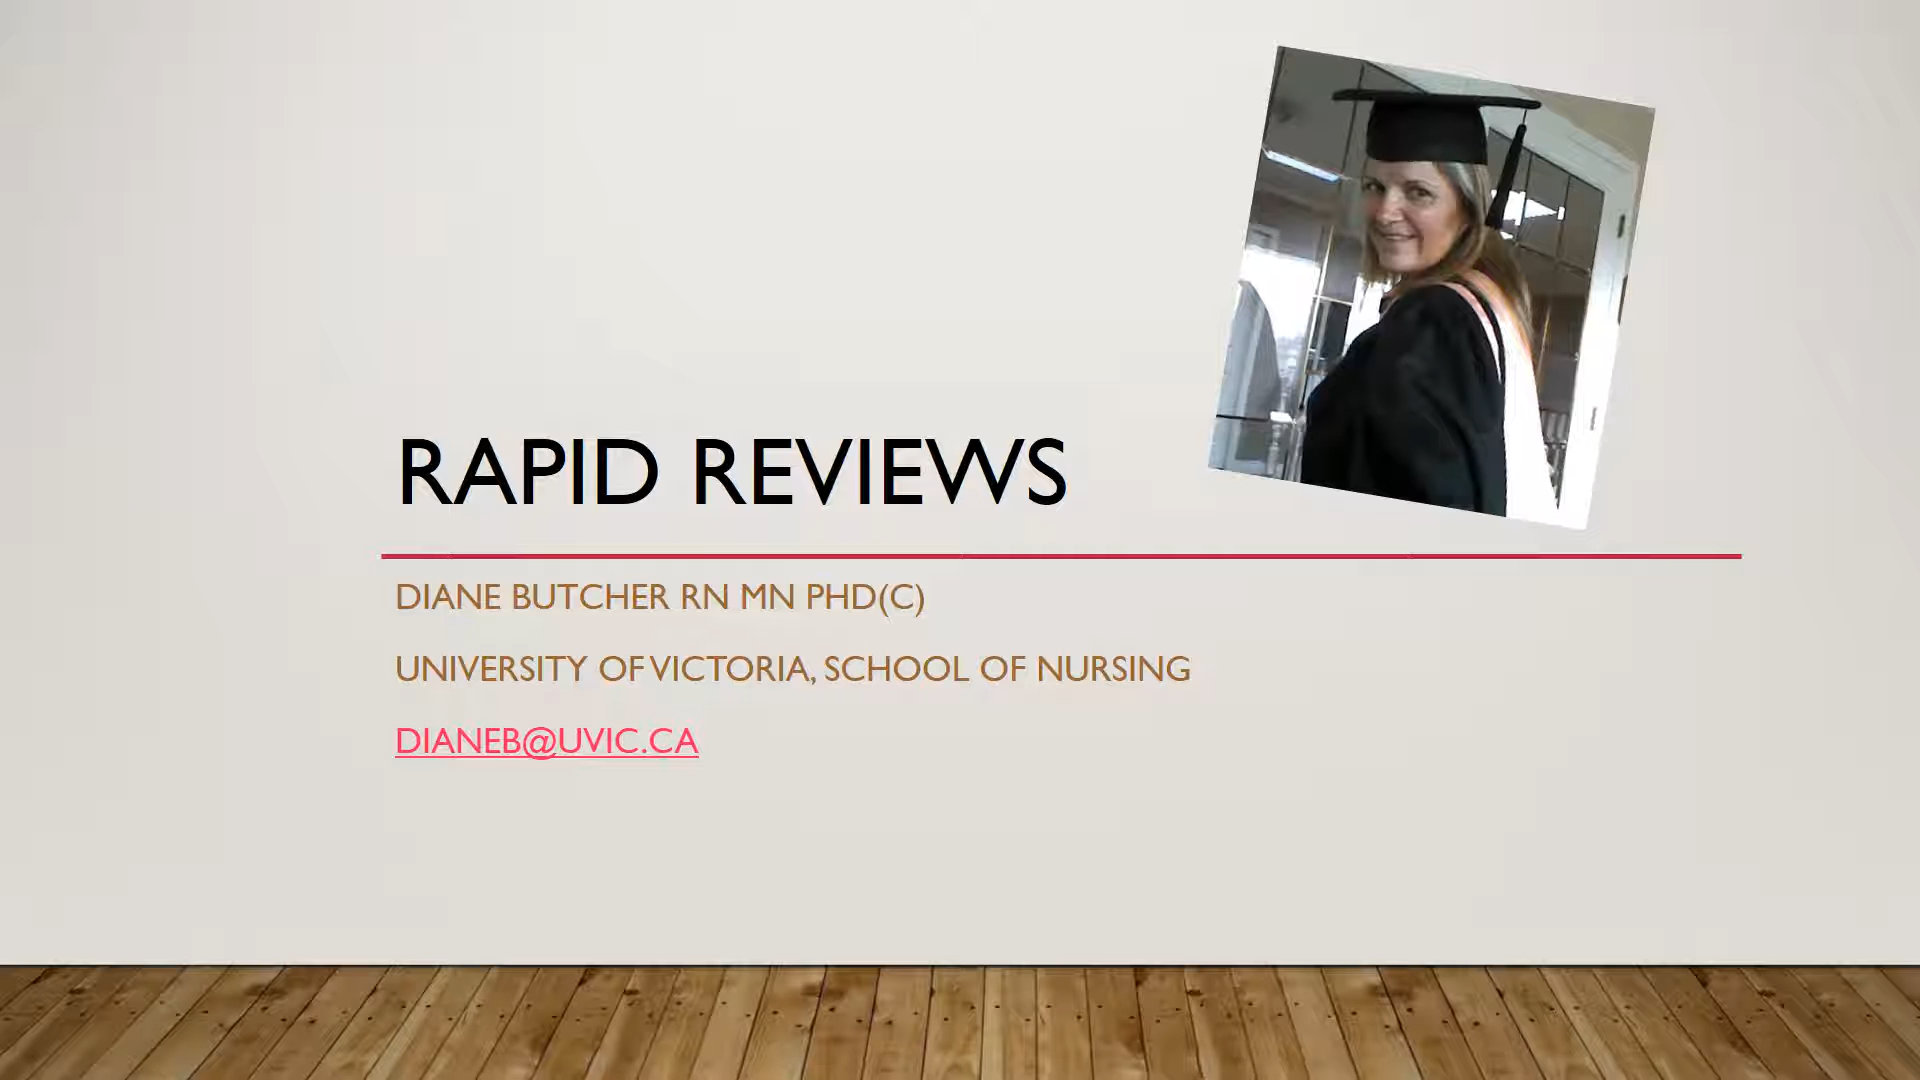 RAPID REVIEWS
DIANE BUTCHER RN MN PHD(C)
UNIVERSITY OF VICTORIA, SCHOOL OF NURSING
DIANEB@UVIC.CA